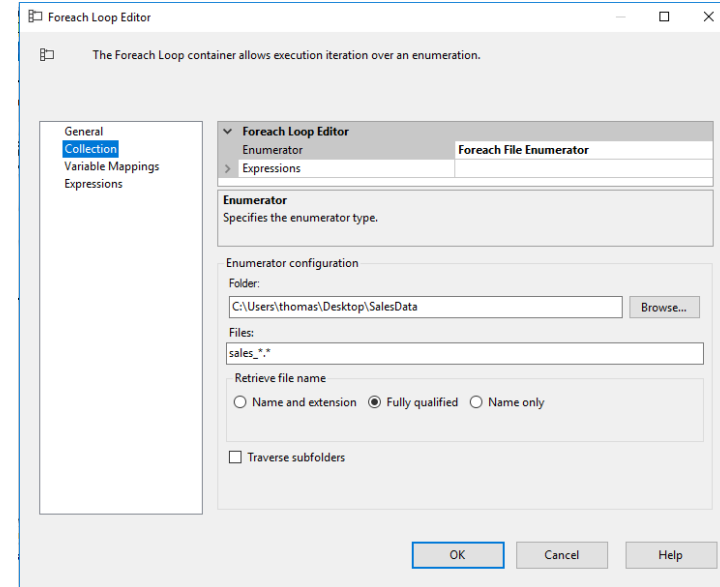 Foreach Loop Editor
The Foreach Loop container allows execution iteration over an enumeration.
General
Collection
Variable Mappings
Expressions
Foreach Loop Editor
Enumerator Foreach File Enumerator
Expressions
Enumerator
Specifies the enumerator type.
Enumerator configuration
Folder:
C:\Users\thomas\Desktop\SalesData Browse...
Files:
sales_*.*
Retrieve file name
Name and extension Fully qualified Name only
Traverse subfolders
OK Cancel Help